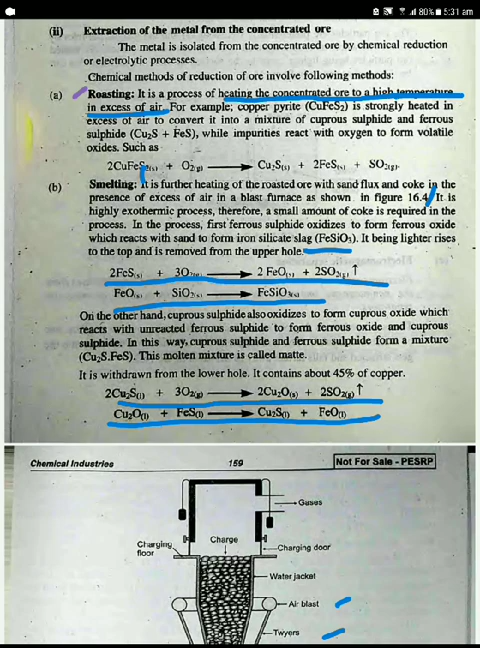 80% 5:31 am
(ii) Extraction of the metal from the concentrated ore
The metal is isolated from the concentrated ore by chemical reduction
or electrolytic processes.
Chemical methods of reduction of ore involve following methods:
(a) Roasting: It is a process of heating the concentrated ore to a high temperature
in excess of air. For example; copper pyrite (CuFeS₂) is strongly heated in
excess of air to convert it into a mixture of cuprous sulphide and ferrous
sulphide (Cu₂S + FeS), while impurities react with oxygen to form volatile
oxides. Such as
2CuFeS₂₍ₛ₎ + O₂₍g₎ ⟶ Cu₂S₍ₛ₎ + 2FeS₍ₛ₎ + SO₂₍g₎.
(b) Smelting: It is further heating of the roasted ore with sand flux and coke in the
presence of excess of air in a blast furnace as shown in figure 16.4. It is
highly exothermic process, therefore, a small amount of coke is required in the
process. In the process, first ferrous sulphide oxidizes to form ferrous oxide
which reacts with sand to form iron silicate slag (FeSiO₃). It being lighter rises
to the top and is removed from the upper hole.
2FeS₍ₛ₎ + 3O₂₍g₎ ⟶ 2 FeO₍ₛ₎ + 2SO₂₍g₎ ↑
FeO₍ₛ₎ + SiO₂₍ₛ₎ ⟶ FeSiO₃₍ₛ₎
On the other hand, cuprous sulphide also oxidizes to form cuprous oxide which
reacts with unreacted ferrous sulphide to form ferrous oxide and cuprous
sulphide. In this way, cuprous sulphide and ferrous sulphide form a mixture
(Cu₂S.FeS). This molten mixture is called matte.
It is withdrawn from the lower hole. It contains about 45% of copper.
2Cu₂S₍l₎ + 3O₂₍g₎ ⟶ 2Cu₂O₍ₛ₎ + 2SO₂₍g₎ ↑
Cu₂O₍l₎ + FeS₍l₎ ⟶ Cu₂S₍l₎ + FeO₍l₎
Chemical Industries 159 Not For Sale - PESRP
Gases
Charging
floor
Charge
Charging door
Water jacket
Air blast
Twyers